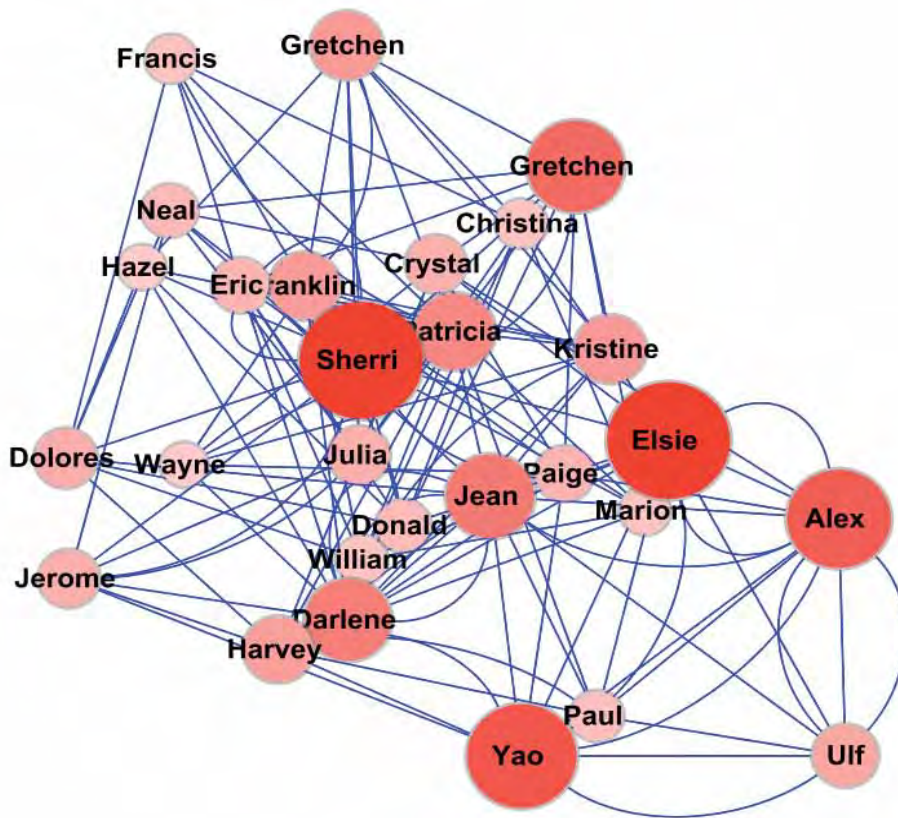 Francis
Gretchen
Gretchen
Neal
Christina
Hazel
Crystal
Eric
ranklin
atricia
Sherri
Kristine
Elsie
Dolores
Wayne
Julia
Paige
Jean
Marion
Alex
Donald
William
Jerome
Darlene
Harvey
Paul
Yao
Ulf